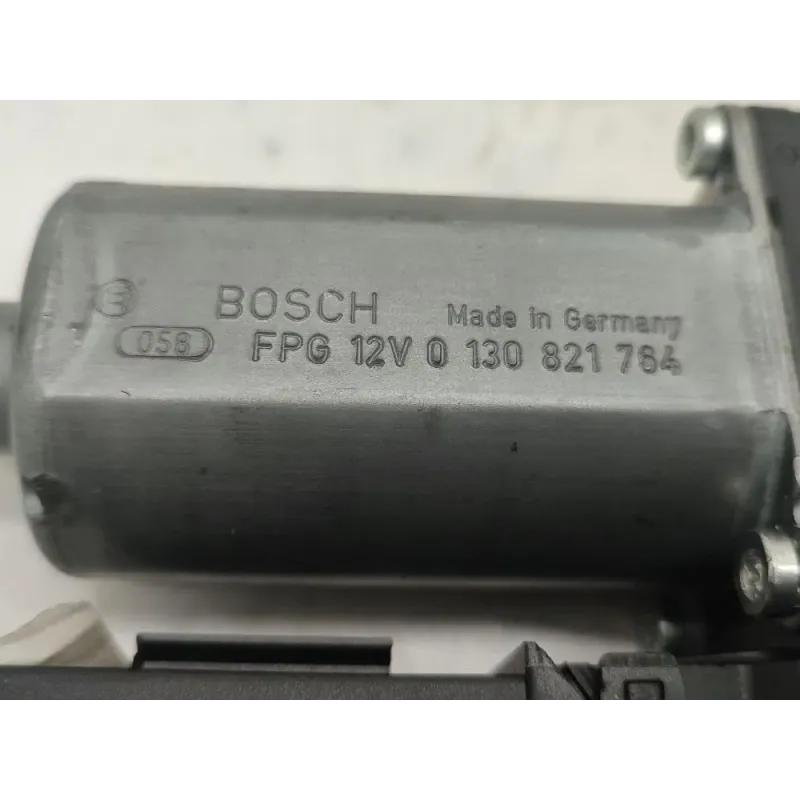 BOSCH Made in Germany
058 FPG 12V 0 130 821 764